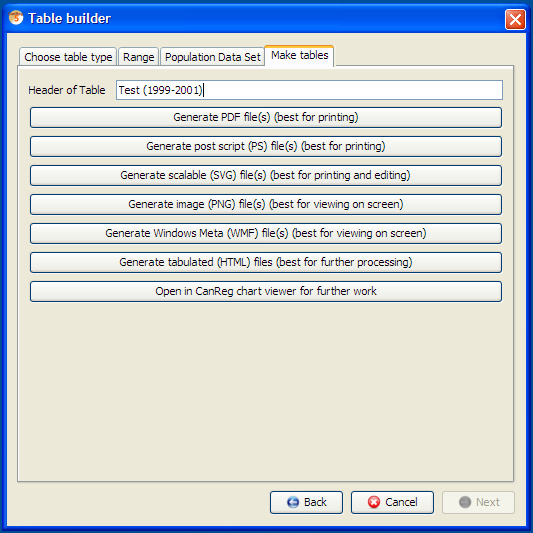 Table builder
Choose table type Range Population Data Set Make tables
Header of Table Test (1999-2001)
Generate PDF file(s) (best for printing)
Generate post script (PS) file(s) (best for printing)
Generate scalable (SVG) file(s) (best for printing and editing)
Generate image (PNG) file(s) (best for viewing on screen)
Generate Windows Meta (WMF) file(s) (best for viewing on screen)
Generate tabulated (HTML) files (best for further processing)
Open in CanReg chart viewer for further work
Back Cancel Next